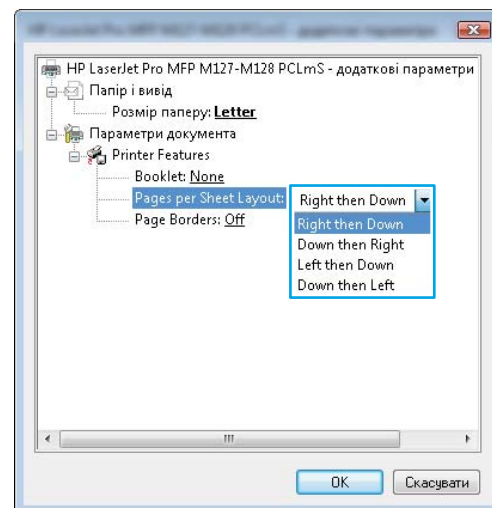 HP LaserJet Pro MFP M127-M128 PCLmS - додаткові параметри
Папір і вивід
Розмір паперу: Letter
Параметри документа
Printer Features
Booklet: None
Pages per Sheet Layout: Right then Down
Right then Down
Page Borders: Off
Down then Right
Left then Down
Down then Left
ОК Скасувати